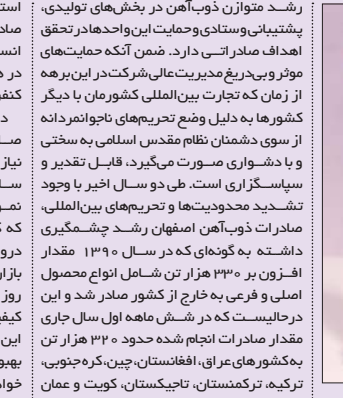 رشد متوازن ذوب‌آهن در بخش‌های تولیدی،
پشتیبانی وستادی وحمایت این واحدها در تحقق
اهداف صادراتی دارد. ضمن آنکه حمایت‌های
موثر و بی‌دریغ مدیریت عالی شرکت در این برهه
از زمان که تجارت بین‌المللی کشورمان با دیگر
کشورها به دلیل وضع تحریم‌های ناجوانمردانه
از سوی دشمنان نظام مقدس اسلامی به سختی
و با دشواری صورت می‌گیرد، قابل تقدیر و
سپاسگزاری است. طی دو سال اخیر با وجود
تشدید محدودیت‌ها و تحریم‌های بین‌المللی،
صادرات ذوب‌آهن اصفهان رشد چشمگیری
داشته به گونه‌ای که در سال ۱۳۹۰ مقدار
افزون بر ۳۳۰ هزار تن شامل انواع محصول
اصلی و فرعی به خارج از کشور صادر شد و این
درحالیست که در شش ماهه اول سال جاری
مقدار صادرات انجام شده حدود ۳۲۰ هزار تن
به کشورهای عراق، افغانستان، چین، کره‌جنوبی،
ترکیه، ترکمنستان، تاجیکستان، کویت و عمان